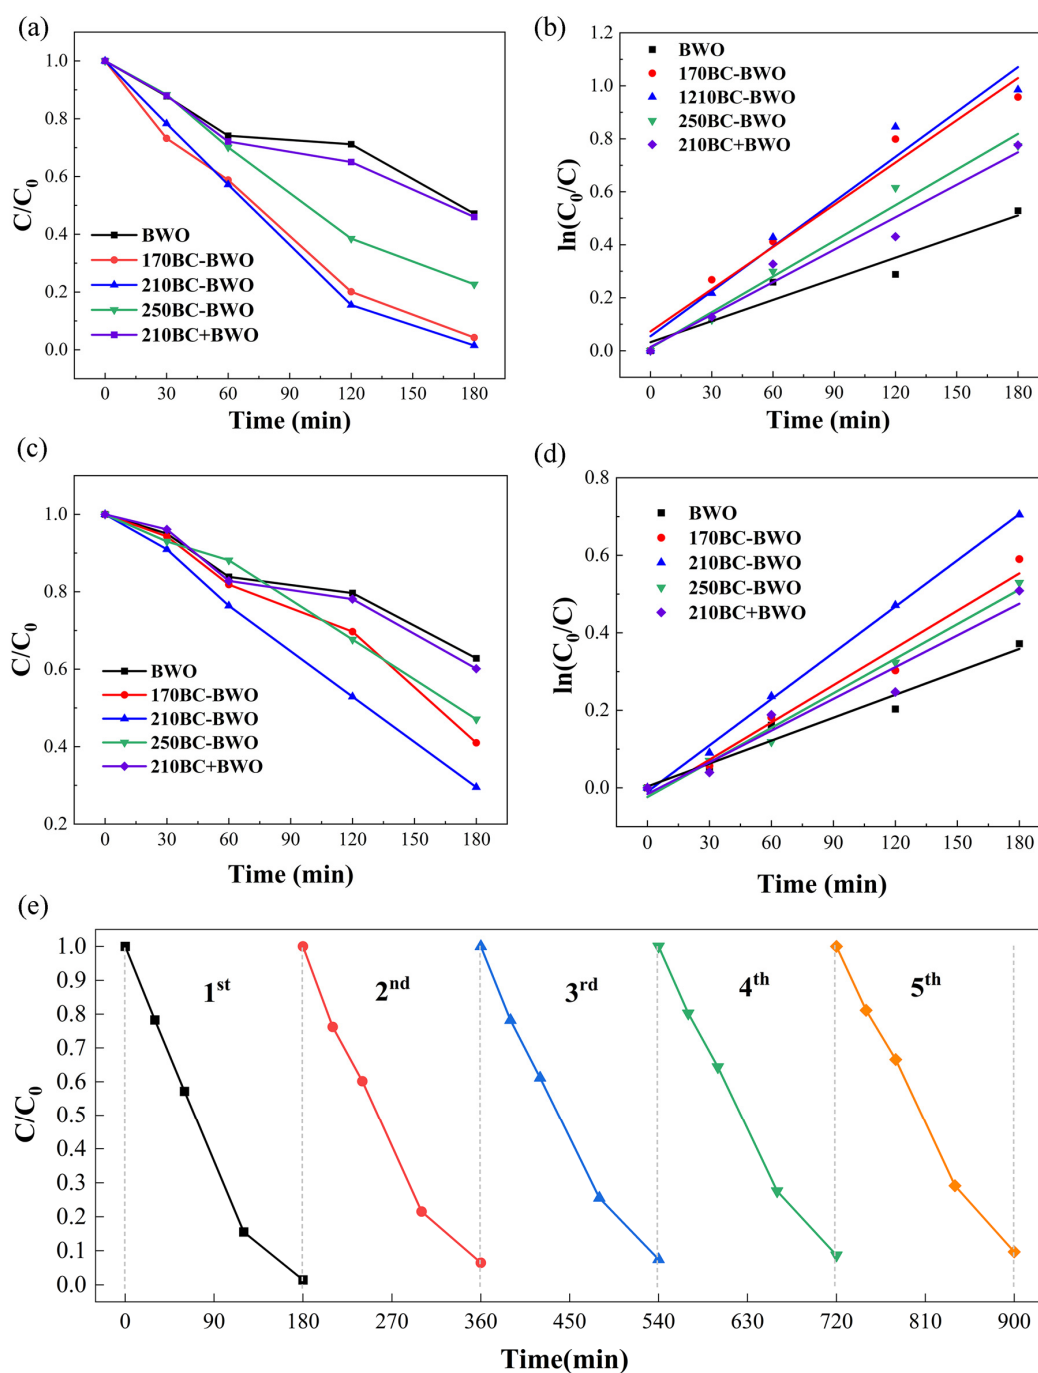 (a)
C/C₀
1.0
0.8
0.6
0.4
0.2
0.0
BWO
170BC-BWO
210BC-BWO
250BC-BWO
210BC+BWO
0 30 60 90 120 150 180
Time (min)
(b)
ln(C₀/C)
1.2
1.0
0.8
0.6
0.4
0.2
0.0
BWO
170BC-BWO
1210BC-BWO
250BC-BWO
210BC+BWO
0 30 60 90 120 150 180
Time (min)
(c)
C/C₀
1.0
0.8
0.6
0.4
0.2
BWO
170BC-BWO
210BC-BWO
250BC-BWO
210BC+BWO
0 30 60 90 120 150 180
Time (min)
(d)
ln(C₀/C)
0.8
0.6
0.4
0.2
0.0
BWO
170BC-BWO
210BC-BWO
250BC-BWO
210BC+BWO
0 30 60 90 120 150 180
Time (min)
(e)
C/C₀
1.0
0.9
0.8
0.7
0.6
0.5
0.4
0.3
0.2
0.1
0.0
1st 2nd 3rd 4th 5th
0 90 180 270 360 450 540 630 720 810 900
Time(min)